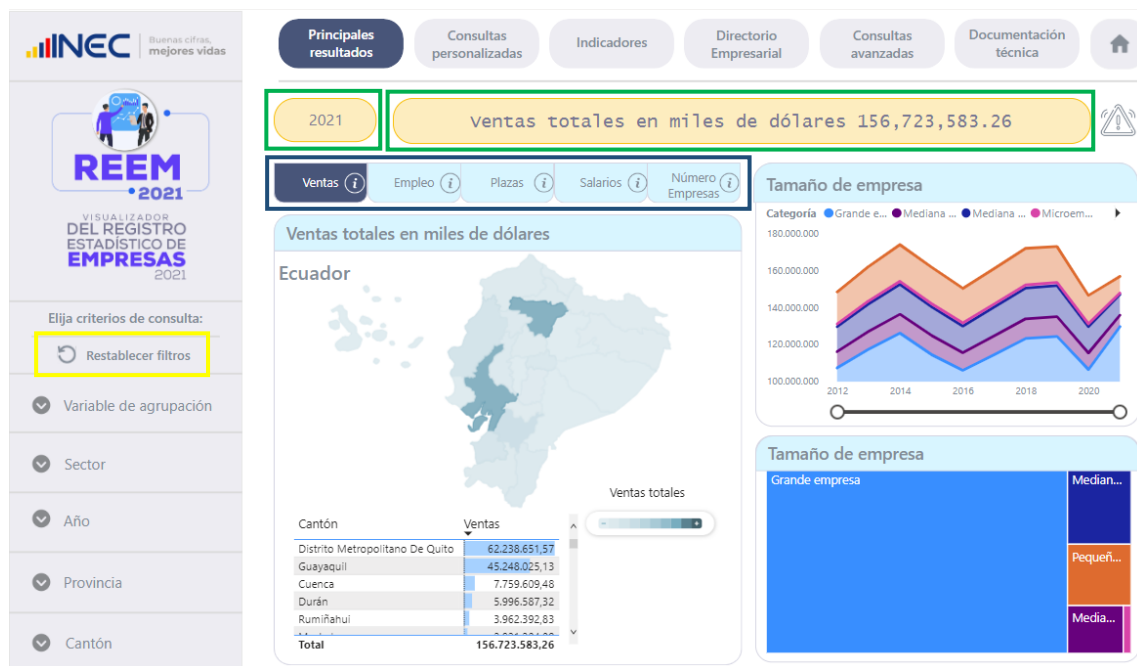 INEC
Buenas cifras,
mejores vidas
Principales
resultados
Consultas
personalizadas
Indicadores
Directorio
Empresarial
Consultas
avanzadas
Documentación
técnica
REEM
2021
VISUALIZADOR
DEL REGISTRO
ESTADÍSTICO DE
EMPRESAS
2021
Elija criterios de consulta:
Restablecer filtros
Variable de agrupación
Sector
Año
Provincia
Cantón
2021
Ventas totales en miles de dólares 156,723,583.26
Ventas i
Empleo i
Plazas i
Salarios i
Número
Empresas i
Ventas totales en miles de dólares
Ecuador
Ventas totales
- +
Cantón Ventas
Distrito Metropolitano De Quito 62.238.651,57
Guayaquil 45.248.025,13
Cuenca 7.759.609,48
Durán 5.996.587,32
Rumiñahui 3.962.392,83
Total 156.723.583,26
Tamaño de empresa
Categoría Grande e... Mediana ... Mediana ... Microem...
180.000.000
160.000.000
140.000.000
120.000.000
100.000.000
2012 2014 2016 2018 2020
Tamaño de empresa
Grande empresa
Median...
Pequeñ...
Media...